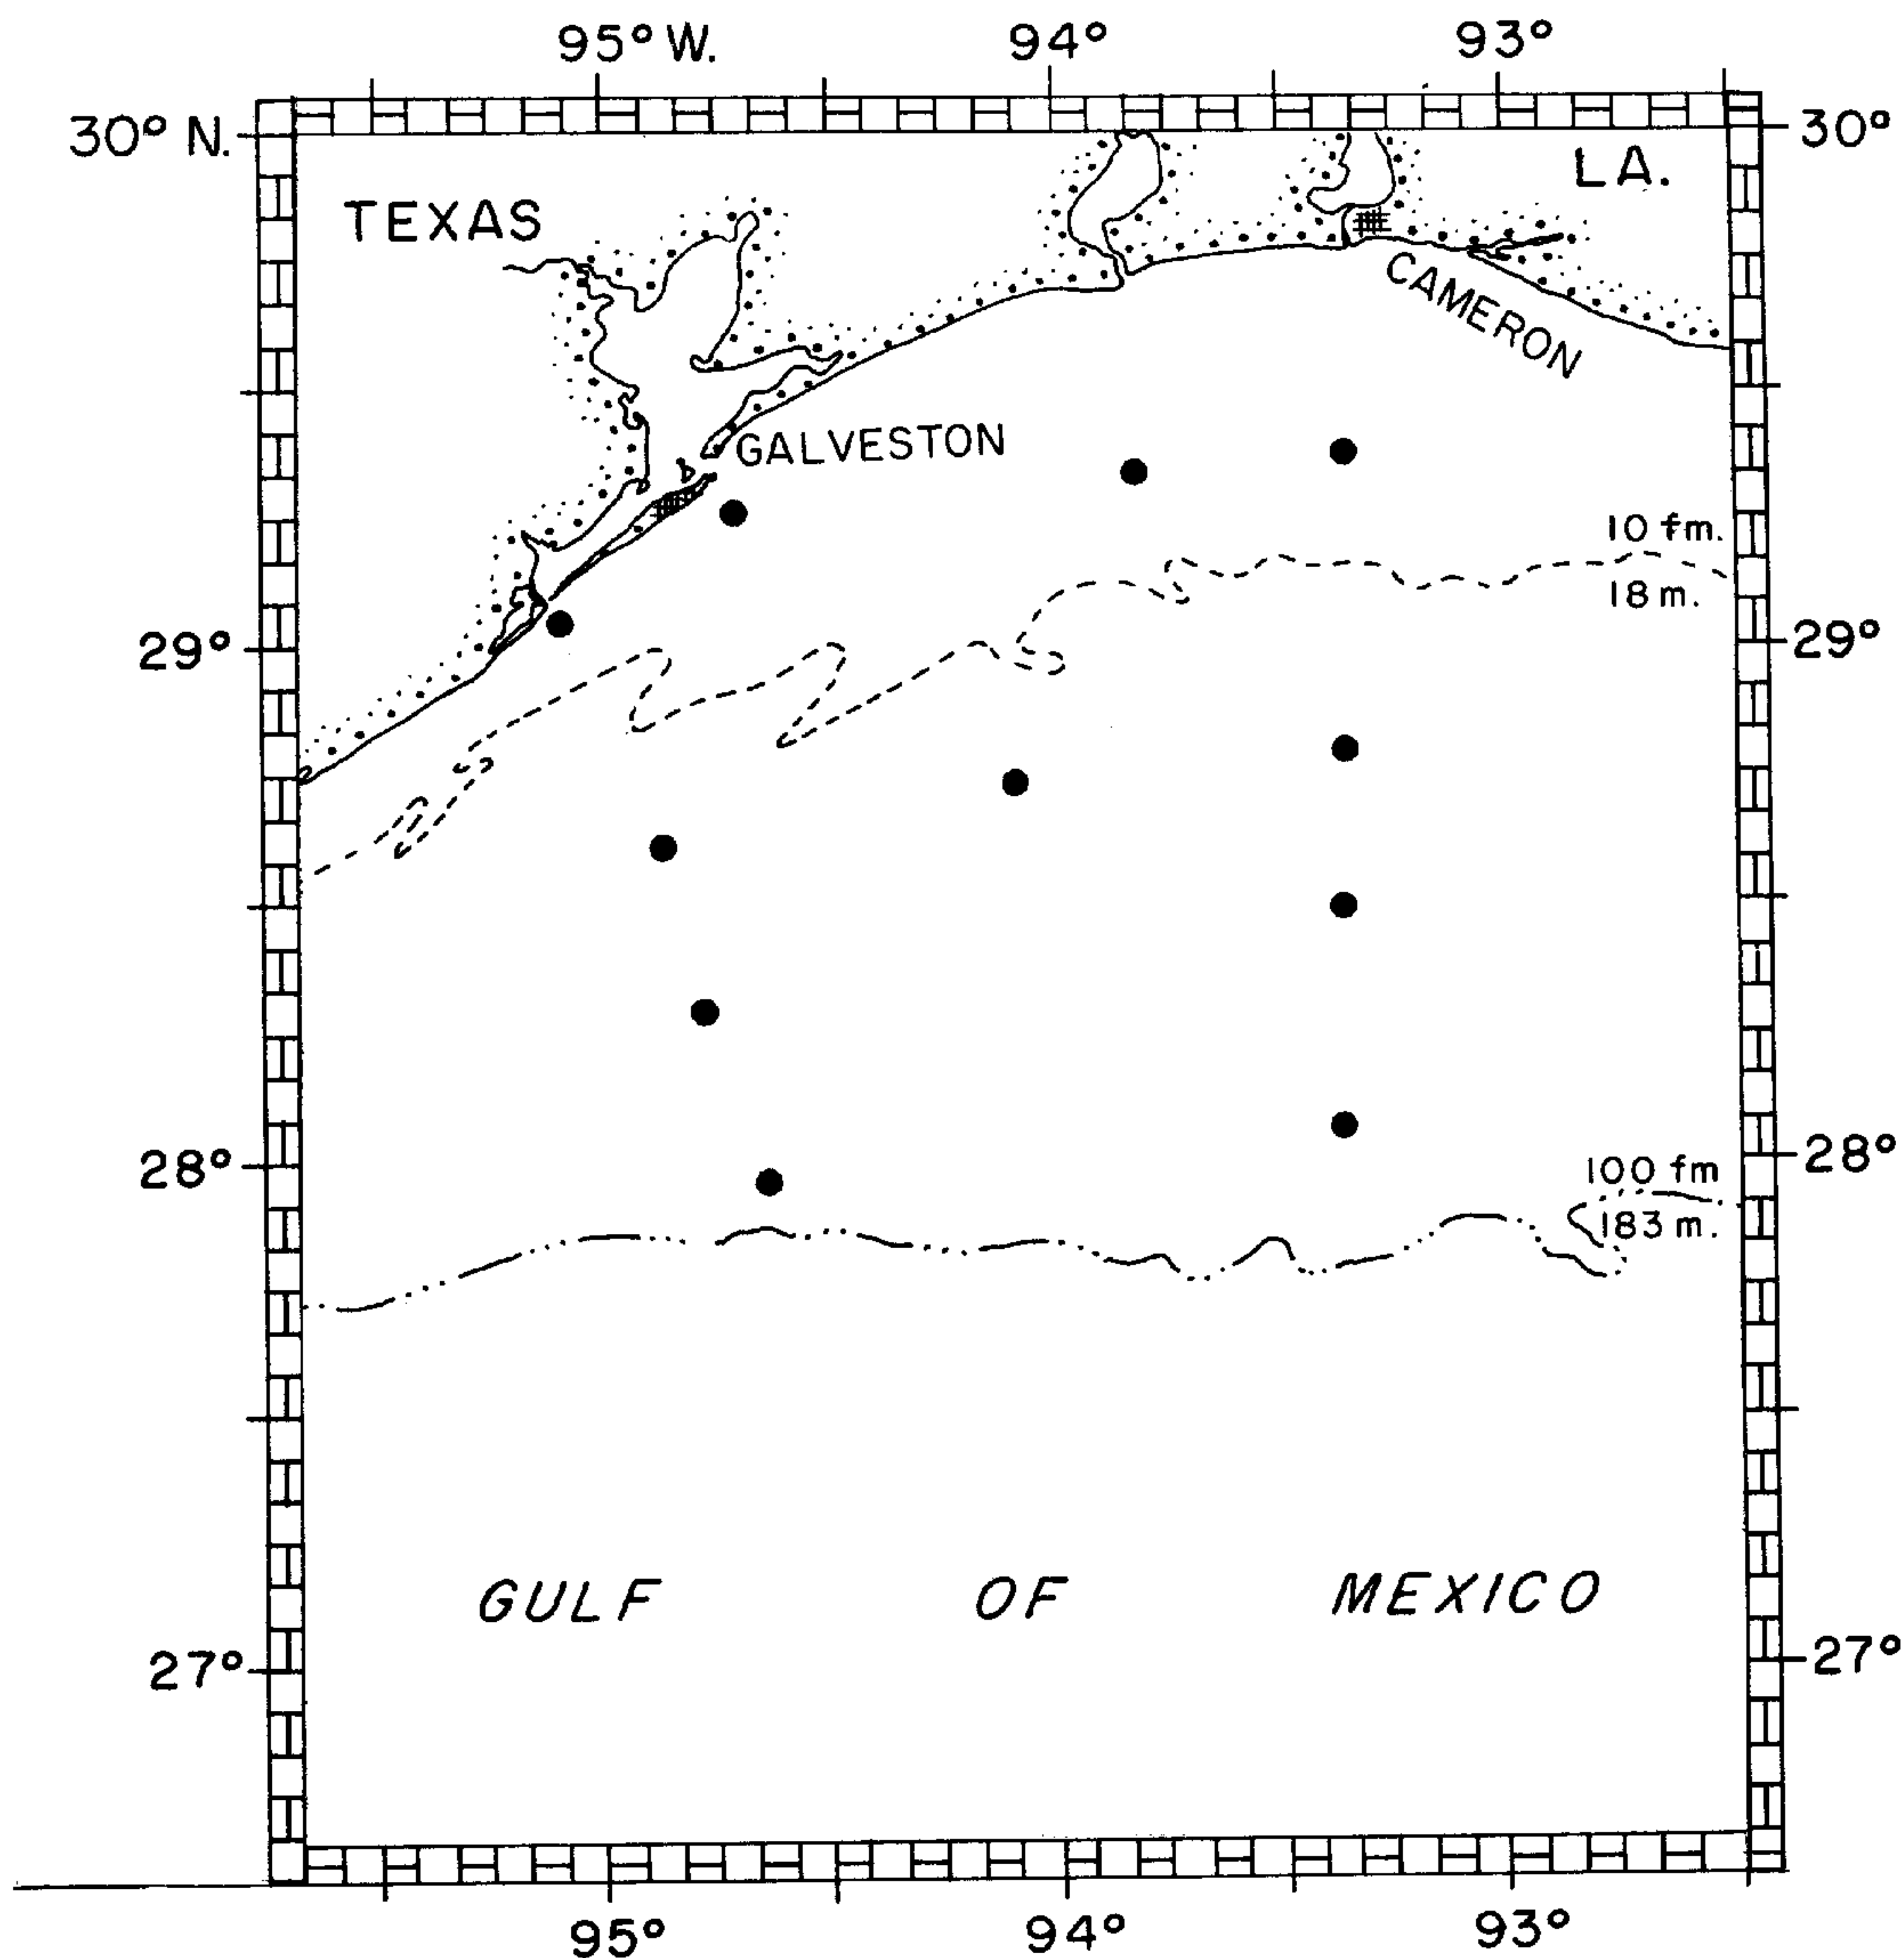 95° W. 94° 93°
30° N. 30°
TEXAS LA.
CAMERON
GALVESTON
10 fm.
18 m.
29° 29°
28° 28°
100 fm
183 m.
GULF OF MEXICO
27° 27°
95° 94° 93°